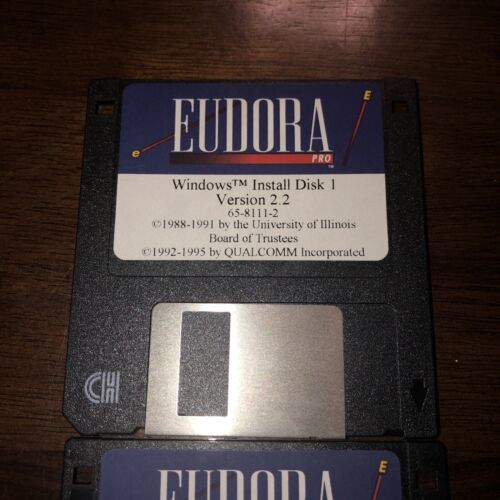 E
e
EUDORA
PRO
™
Windows™ Install Disk 1
Version 2.2
65-8111-2
©1988-1991 by the University of Illinois
Board of Trustees
©1992-1995 by QUALCOMM Incorporated
E
EUDORA